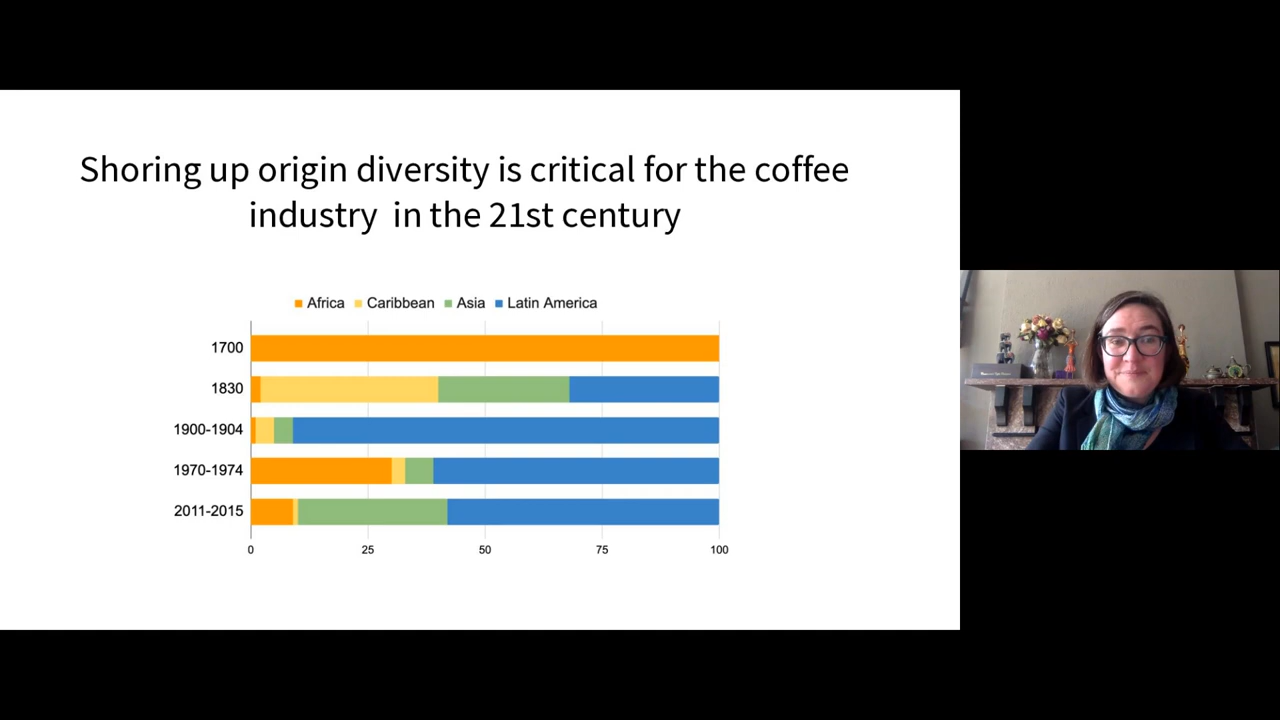 Shoring up origin diversity is critical for the coffee
industry in the 21st century
Africa Caribbean Asia Latin America
1700
1830
1900-1904
1970-1974
2011-2015
0 25 50 75 100